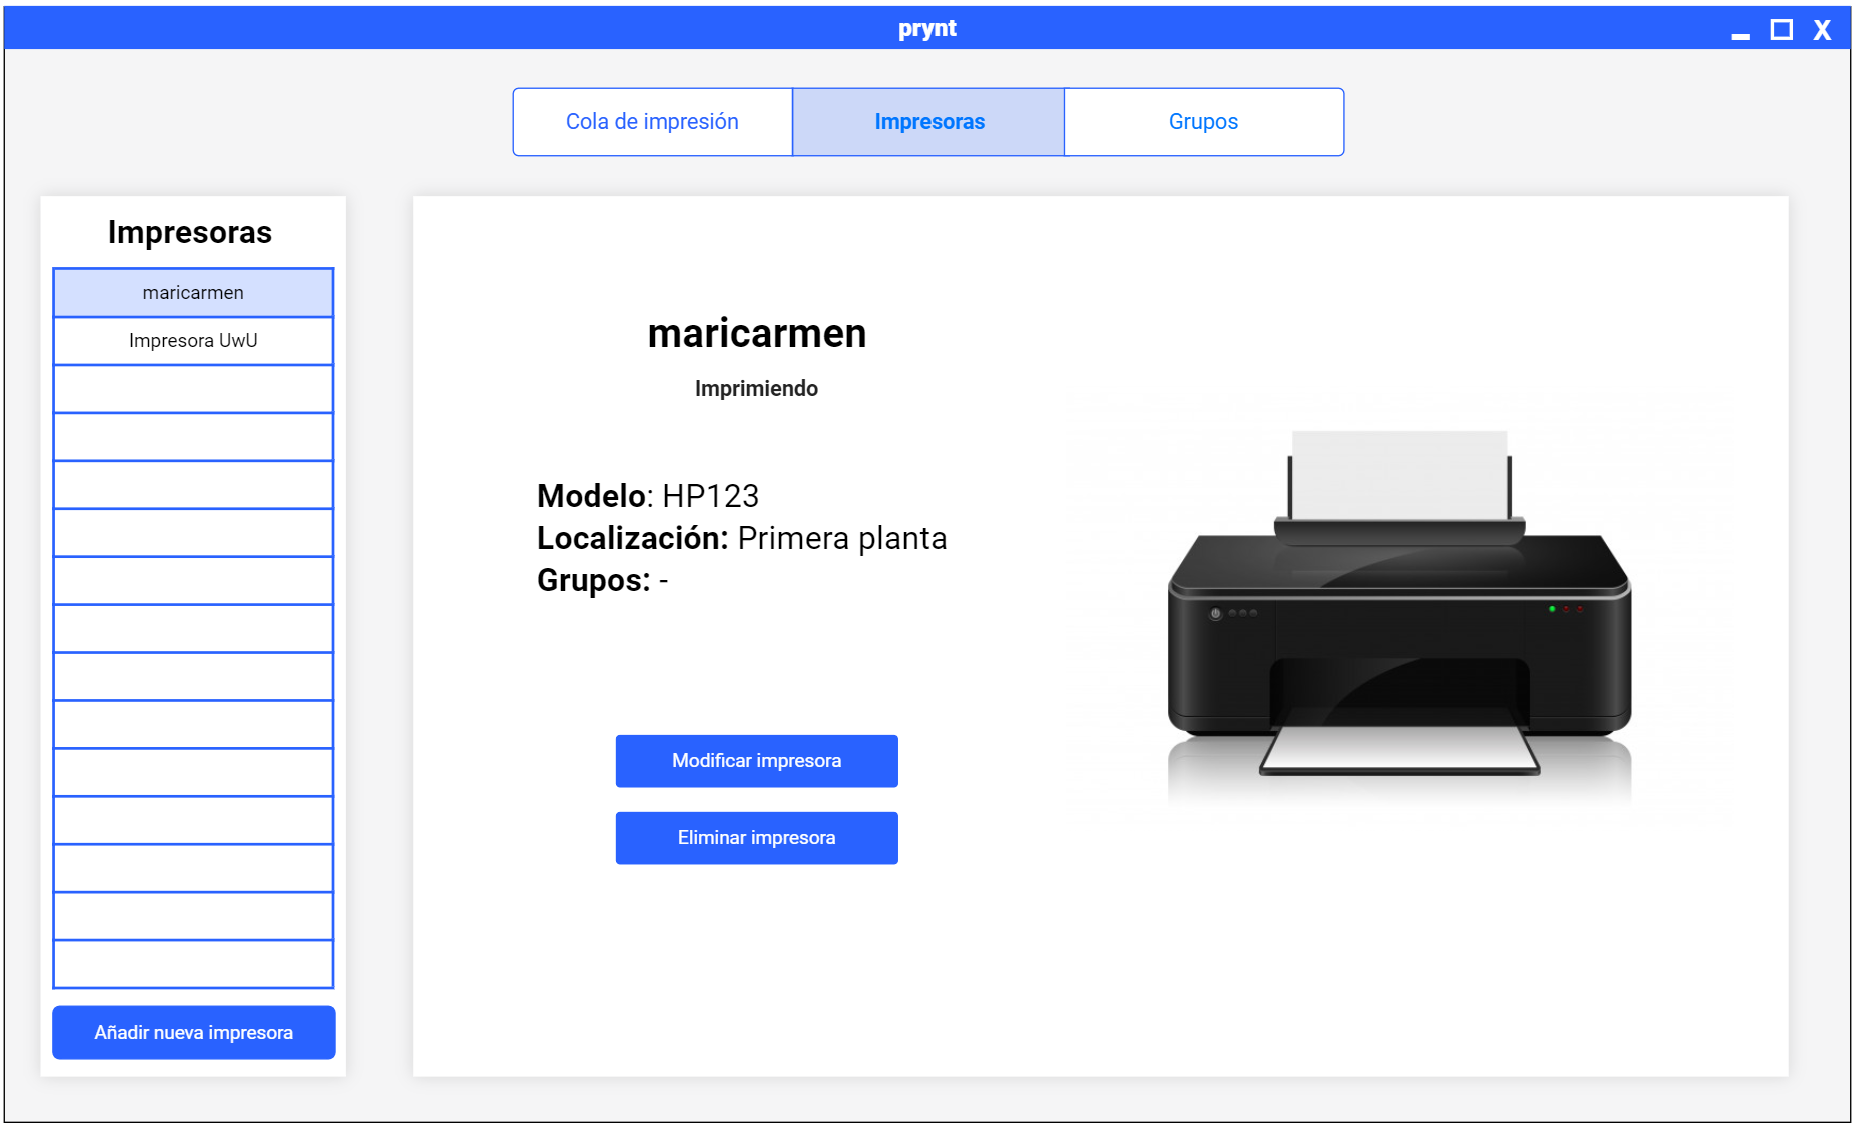 prynt
Cola de impresión
Impresoras
Grupos
Impresoras
maricarmen
Impresora UwU
Añadir nueva impresora
maricarmen
Imprimiendo
Modelo: HP123
Localización: Primera planta
Grupos: -
Modificar impresora
Eliminar impresora